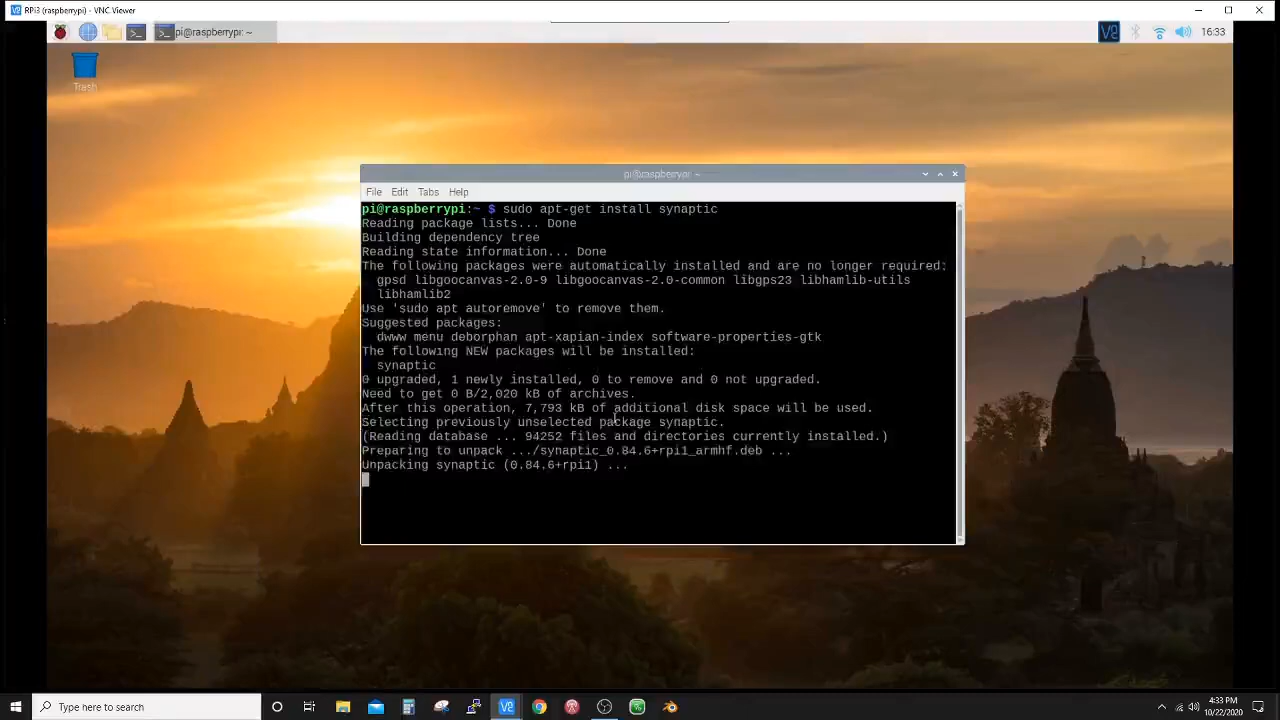 RPi3 (raspberrypi) - VNC Viewer
pi@raspberrypi: ~
16:33
Trash
pi@raspberrypi: ~
File Edit Tabs Help
pi@raspberrypi:~ $ sudo apt-get install synaptic
Reading package lists... Done
Building dependency tree
Reading state information... Done
The following packages were automatically installed and are no longer required:
gpsd libgoocanvas-2.0-9 libgoocanvas-2.0-common libgps23 libhamlib-utils
libhamlib2
Use 'sudo apt autoremove' to remove them.
Suggested packages:
dwww menu deborphan apt-xapian-index software-properties-gtk
The following NEW packages will be installed:
synaptic
0 upgraded, 1 newly installed, 0 to remove and 0 not upgraded.
Need to get 0 B/2,020 kB of archives.
After this operation, 7,793 kB of additional disk space will be used.
Selecting previously unselected package synaptic.
(Reading database ... 94252 files and directories currently installed.)
Preparing to unpack .../synaptic_0.84.6+rpi1_armhf.deb ...
Unpacking synaptic (0.84.6+rpi1) ...
Type here to search
4:33 PM
10/22/2020